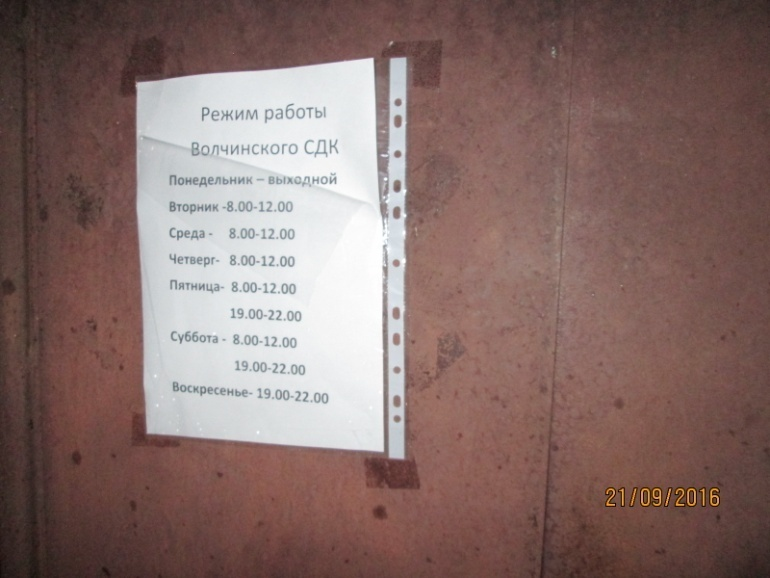 Режим работы
Волчинского СДК
Понедельник – выходной
Вторник -8.00-12.00
Среда - 8.00-12.00
Четверг- 8.00-12.00
Пятница- 8.00-12.00
19.00-22.00
Суббота - 8.00-12.00
19.00-22.00
Воскресенье- 19.00-22.00
21/09/2016